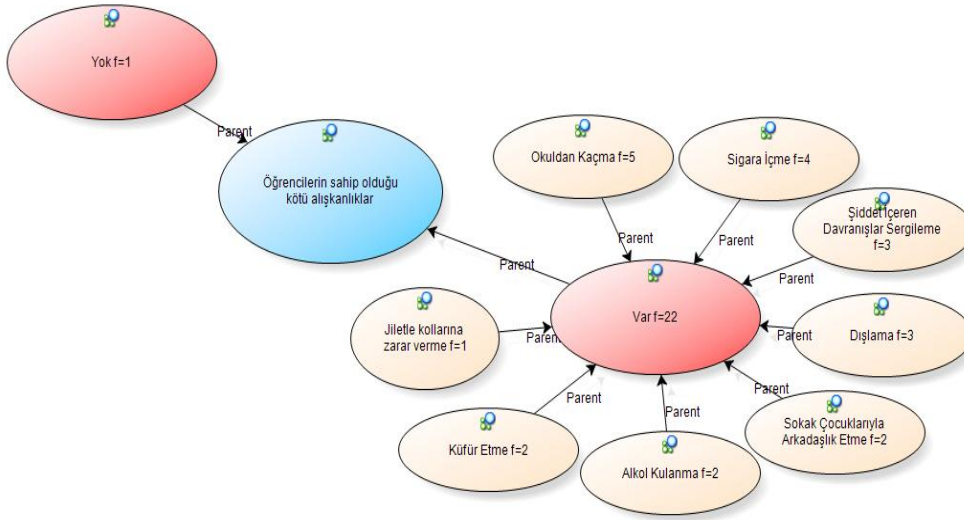 Yok f=1
Parent
Öğrencilerin sahip olduğu
kötü alışkanlıklar
Okuldan Kaçma f=5
Sigara İçme f=4
Şiddet İçeren
Davranışlar Sergileme
f=3
Parent
Parent
Parent
Parent
Var f=22
Jiletle kollarına
zarar verme f=1
Parent
Parent
Dışlama f=3
Parent
Parent
Parent
Küfür Etme f=2
Alkol Kulanma f=2
Sokak Çocuklarıyla
Arkadaşlık Etme f=2